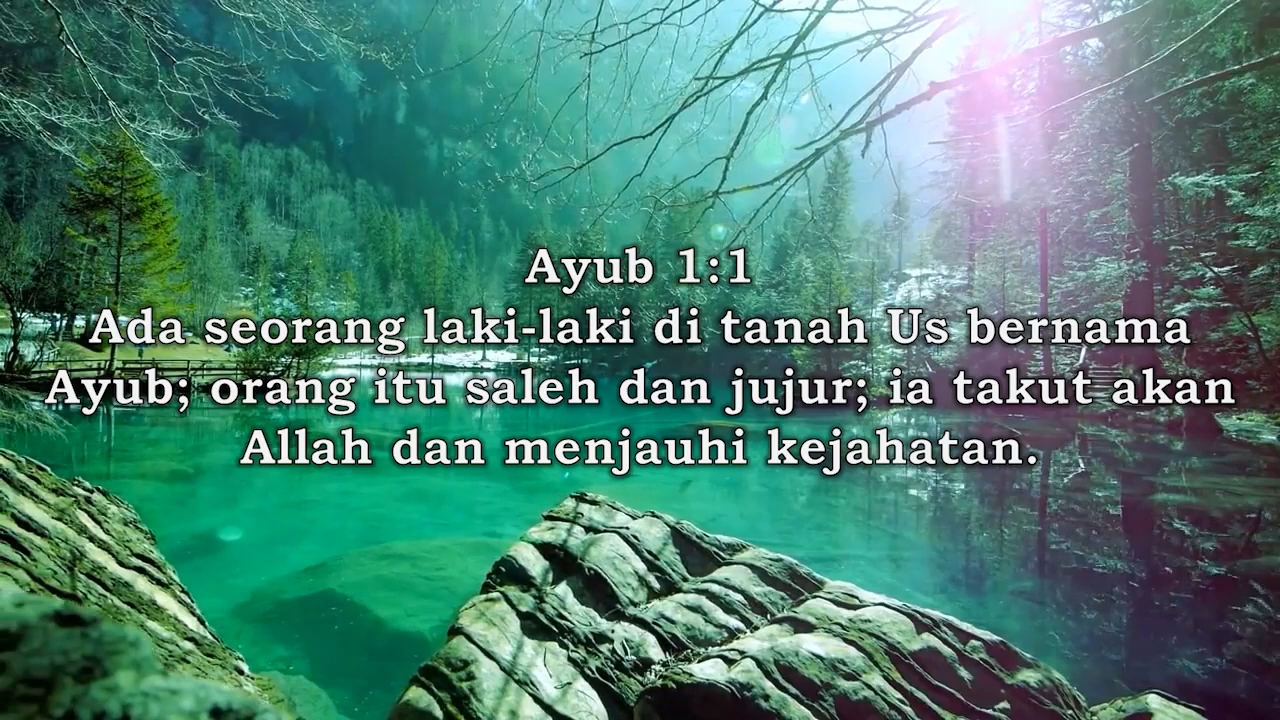 Ayub 1:1
Ada seorang laki-laki di tanah Us bernama
Ayub; orang itu saleh dan jujur; ia takut akan
Allah dan menjauhi kejahatan.